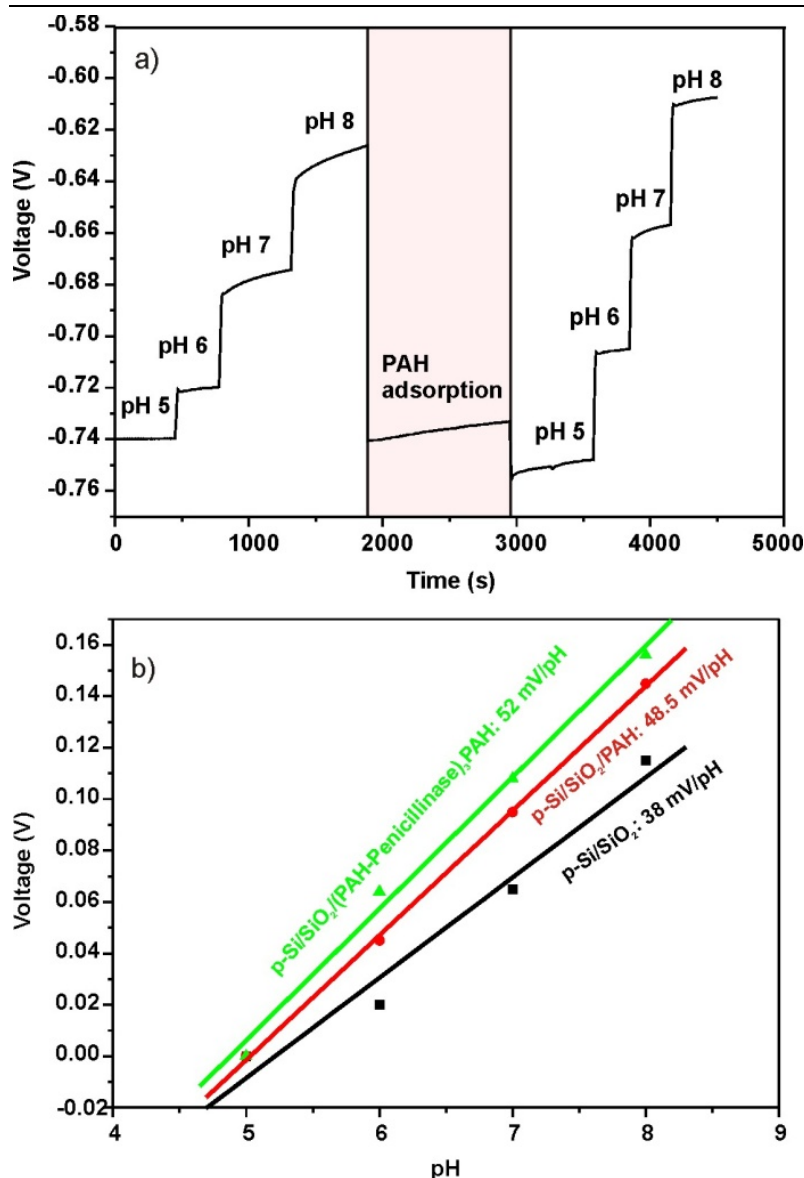 a)
-0.58
-0.60
-0.62
-0.64
-0.66
-0.68
-0.70
-0.72
-0.74
-0.76
Voltage (V)
pH 5
pH 6
pH 7
pH 8
PAH
adsorption
pH 5
pH 6
pH 7
pH 8
0 1000 2000 3000 4000 5000
Time (s)
b)
0.16
0.14
0.12
0.10
0.08
0.06
0.04
0.02
0.00
-0.02
Voltage (V)
p-Si/SiO₂/(PAH-Penicillinase)₃PAH: 52 mV/pH
p-Si/SiO₂/PAH: 48.5 mV/pH
p-Si/SiO₂: 38 mV/pH
4 5 6 7 8 9
pH